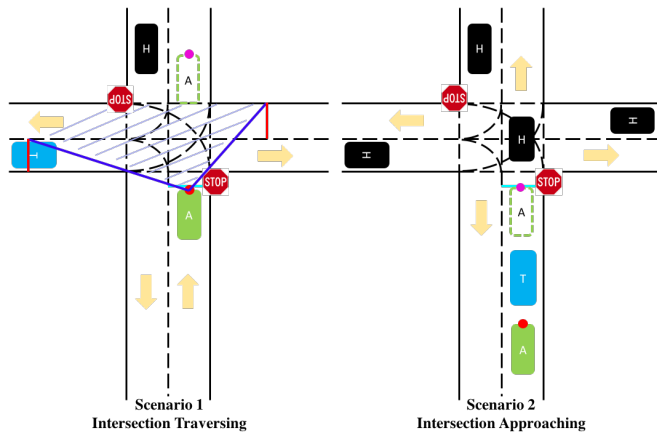 H
A
STOP
T
STOP
A
Scenario 1
Intersection Traversing
H
STOP
H
H
H
STOP
A
T
A
Scenario 2
Intersection Approaching